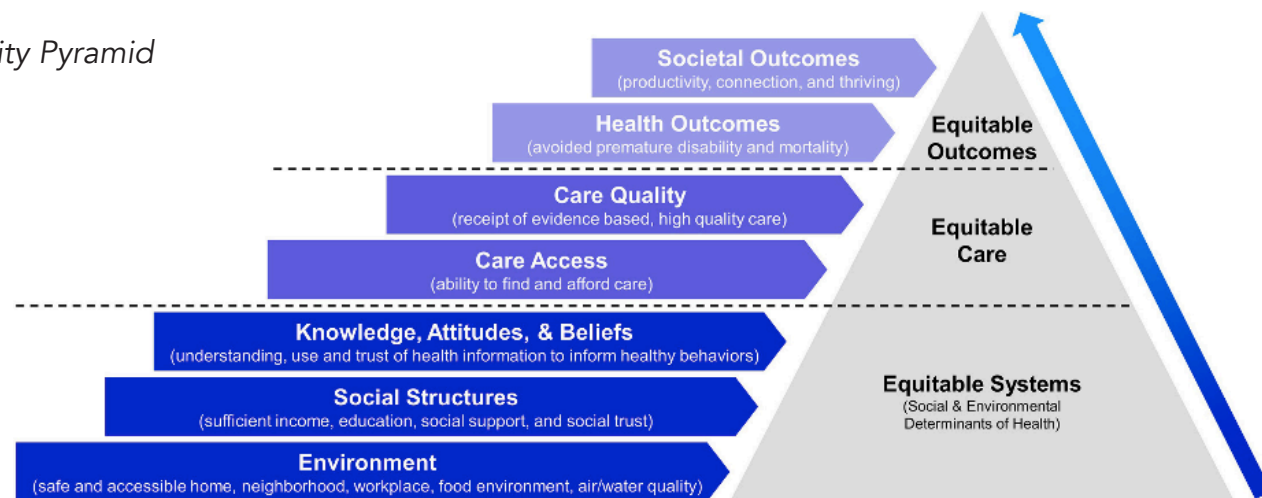 ity Pyramid
Societal Outcomes
(productivity, connection, and thriving)
Health Outcomes
(avoided premature disability and mortality)
Equitable
Outcomes
Care Quality
(receipt of evidence based, high quality care)
Care Access
(ability to find and afford care)
Equitable
Care
Knowledge, Attitudes, & Beliefs
(understanding, use and trust of health information to inform healthy behaviors)
Social Structures
(sufficient income, education, social support, and social trust)
Environment
(safe and accessible home, neighborhood, workplace, food environment, air/water quality)
Equitable Systems
(Social & Environmental
Determinants of Health)